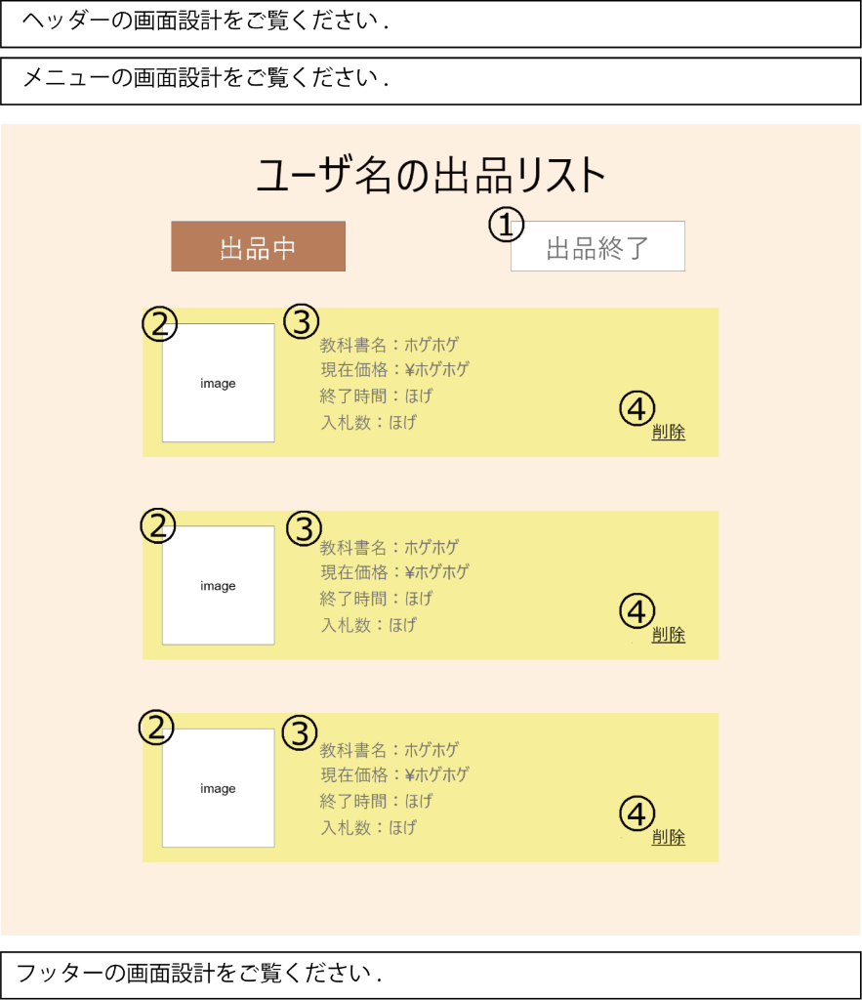 ヘッダーの画面設計をご覧ください.
メニューの画面設計をご覧ください.
ユーザ名の出品リスト
出品中
① 出品終了
②
image
③
教科書名：ホゲホゲ
現在価格：¥ホゲホゲ
終了時間：ほげ
入札数：ほげ
④
削除
②
image
③
教科書名：ホゲホゲ
現在価格：¥ホゲホゲ
終了時間：ほげ
入札数：ほげ
④
削除
②
image
③
教科書名：ホゲホゲ
現在価格：¥ホゲホゲ
終了時間：ほげ
入札数：ほげ
④
削除
フッターの画面設計をご覧ください.